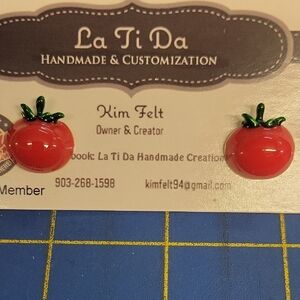 La Ti Da
HANDMADE & CUSTOMIZATION
Kim Felt
Owner & Creator
book: La Ti Da Handmade Creation
903-268-1598
kimfelt94@gmail.com
Member